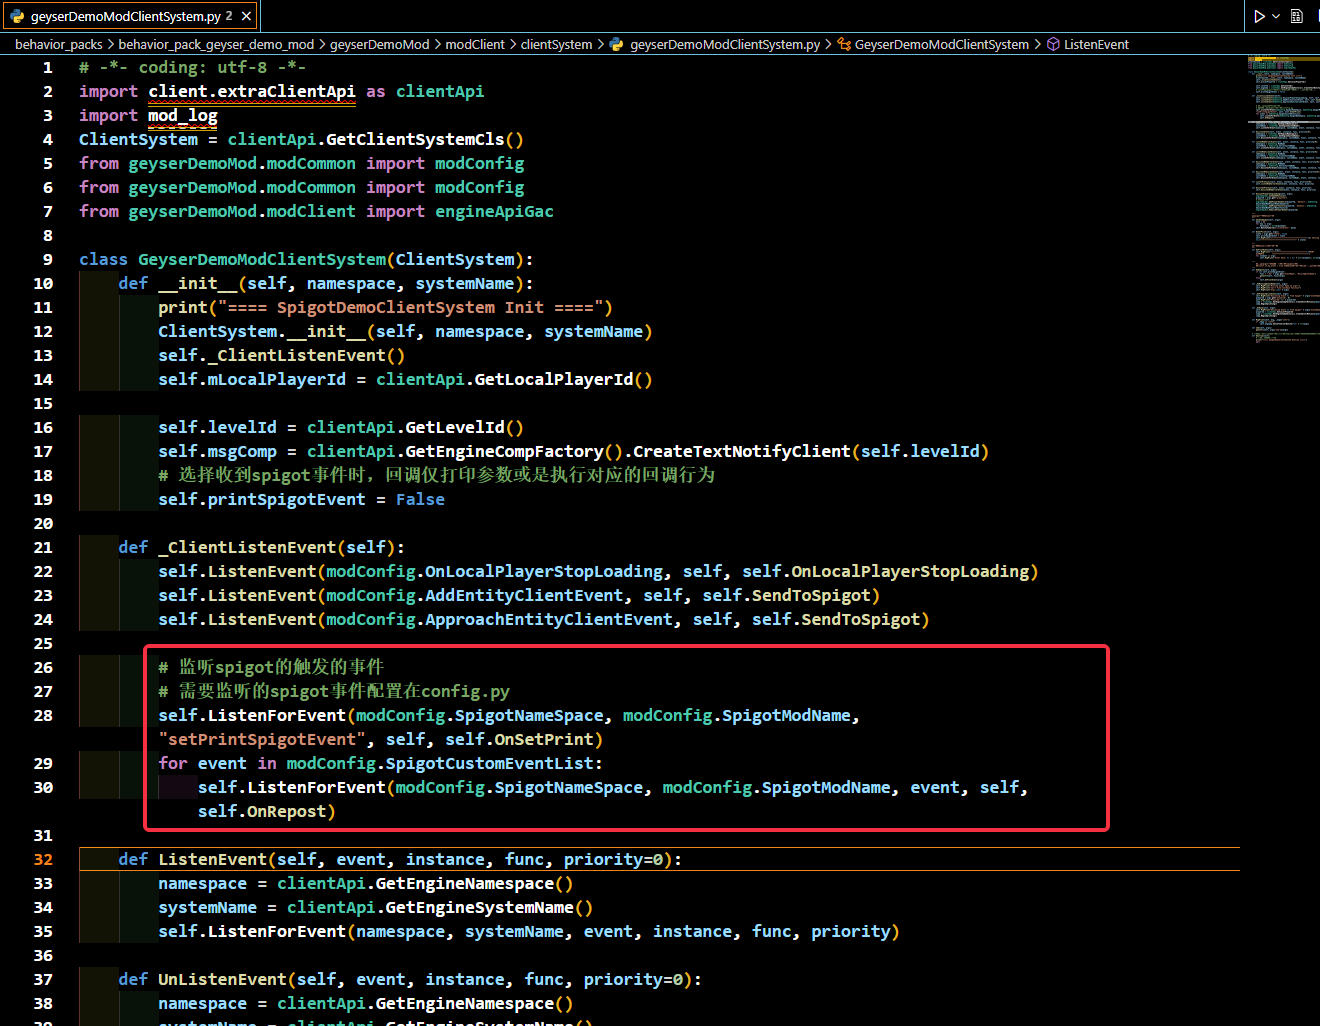 geyserDemoModClientSystem.py 2
behavior_packs > behavior_pack_geyser_demo_mod > geyserDemoMod > modClient > clientSystem > geyserDemoModClientSystem.py > GeyserDemoModClientSystem > ListenEvent
1 # -*- coding: utf-8 -*-
2 import client.extraClientApi as clientApi
3 import mod_log
4 ClientSystem = clientApi.GetClientSystemCls()
5 from geyserDemoMod.modCommon import modConfig
6 from geyserDemoMod.modCommon import modConfig
7 from geyserDemoMod.modClient import engineApiGac
8
9 class GeyserDemoModClientSystem(ClientSystem):
10 def __init__(self, namespace, systemName):
11 print("==== SpigotDemoClientSystem Init ====")
12 ClientSystem.__init__(self, namespace, systemName)
13 self._ClientListenEvent()
14 self.mLocalPlayerId = clientApi.GetLocalPlayerId()
15
16 self.levelId = clientApi.GetLevelId()
17 self.msgComp = clientApi.GetEngineCompFactory().CreateTextNotifyClient(self.levelId)
18 # 选择收到spigot事件时，回调仅打印参数或是执行对应的回调行为
19 self.printSpigotEvent = False
20
21 def _ClientListenEvent(self):
22 self.ListenEvent(modConfig.OnLocalPlayerStopLoading, self, self.OnLocalPlayerStopLoading)
23 self.ListenEvent(modConfig.AddEntityClientEvent, self, self.SendToSpigot)
24 self.ListenEvent(modConfig.ApproachEntityClientEvent, self, self.SendToSpigot)
25
26 # 监听spigot的触发的事件
27 # 需要监听的spigot事件配置在config.py
28 self.ListenForEvent(modConfig.SpigotNameSpace, modConfig.SpigotModName,
"setPrintSpigotEvent", self, self.OnSetPrint)
29 for event in modConfig.SpigotCustomEventList:
30 self.ListenForEvent(modConfig.SpigotNameSpace, modConfig.SpigotModName, event, self,
self.OnRepost)
31
32 def ListenEvent(self, event, instance, func, priority=0):
33 namespace = clientApi.GetEngineNamespace()
34 systemName = clientApi.GetEngineSystemName()
35 self.ListenForEvent(namespace, systemName, event, instance, func, priority)
36
37 def UnListenEvent(self, event, instance, func, priority=0):
38 namespace = clientApi.GetEngineNamespace()
39 systemName = clientApi.GetEngineSystemName()